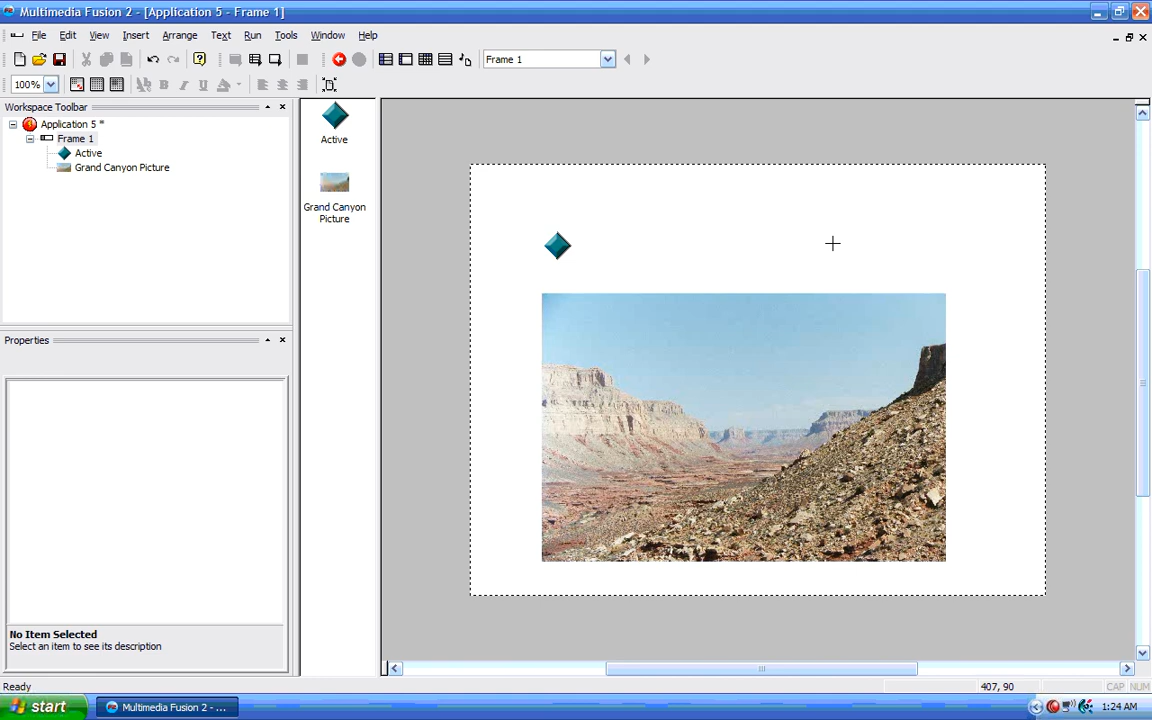 Multimedia Fusion 2 - [Application 5 - Frame 1]
File Edit View Insert Arrange Text Run Tools Window Help
Frame 1
100%
Workspace Toolbar
Application 5 *
Frame 1
Active
Grand Canyon Picture
Active
Grand Canyon
Picture
Properties
No Item Selected
Select an item to see its description
Ready
407, 90
CAP NUM
start
Multimedia Fusion 2 - ...
1:24 AM